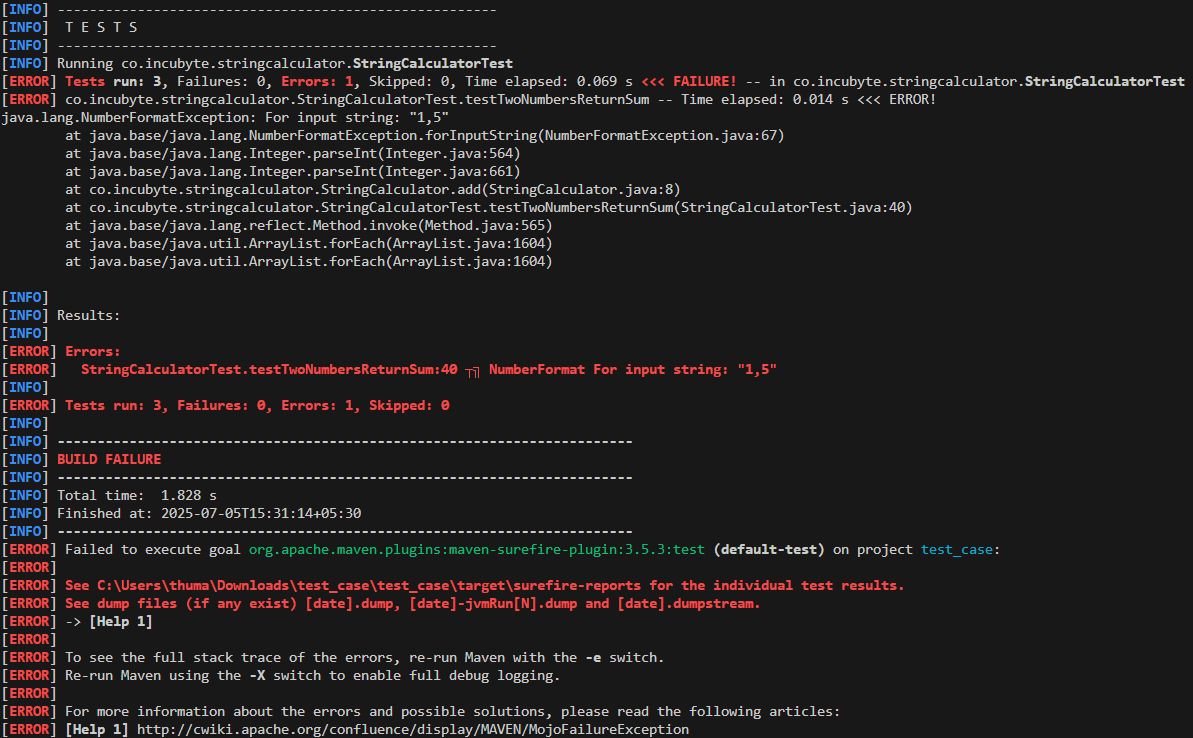 [INFO] -------------------------------------------------------
[INFO]  T E S T S
[INFO] -------------------------------------------------------
[INFO] Running co.incubyte.stringcalculator.StringCalculatorTest
[ERROR] Tests run: 3, Failures: 0, Errors: 1, Skipped: 0, Time elapsed: 0.069 s <<< FAILURE! -- in co.incubyte.stringcalculator.StringCalculatorTest
[ERROR] co.incubyte.stringcalculator.StringCalculatorTest.testTwoNumbersReturnSum -- Time elapsed: 0.014 s <<< ERROR!
java.lang.NumberFormatException: For input string: "1,5"
        at java.base/java.lang.NumberFormatException.forInputString(NumberFormatException.java:67)
        at java.base/java.lang.Integer.parseInt(Integer.java:564)
        at java.base/java.lang.Integer.parseInt(Integer.java:661)
        at co.incubyte.stringcalculator.StringCalculator.add(StringCalculator.java:8)
        at co.incubyte.stringcalculator.StringCalculatorTest.testTwoNumbersReturnSum(StringCalculatorTest.java:40)
        at java.base/java.lang.reflect.Method.invoke(Method.java:565)
        at java.base/java.util.ArrayList.forEach(ArrayList.java:1604)
        at java.base/java.util.ArrayList.forEach(ArrayList.java:1604)
[INFO]
[INFO] Results:
[INFO]
[ERROR] Errors:
[ERROR]   StringCalculatorTest.testTwoNumbersReturnSum:40 NumberFormat For input string: "1,5"
[INFO]
[ERROR] Tests run: 3, Failures: 0, Errors: 1, Skipped: 0
[INFO]
[INFO] ------------------------------------------------------------------------
[INFO] BUILD FAILURE
[INFO] ------------------------------------------------------------------------
[INFO] Total time:  1.828 s
[INFO] Finished at: 2025-07-05T15:31:14+05:30
[INFO] ------------------------------------------------------------------------
[ERROR] Failed to execute goal org.apache.maven.plugins:maven-surefire-plugin:3.5.3:test (default-test) on project test_case:
[ERROR]
[ERROR] See C:\Users\thuma\Downloads\test_case\test_case\target\surefire-reports for the individual test results.
[ERROR] See dump files (if any exist) [date].dump, [date]-jvmRun[N].dump and [date].dumpstream.
[ERROR] -> [Help 1]
[ERROR]
[ERROR] To see the full stack trace of the errors, re-run Maven with the -e switch.
[ERROR] Re-run Maven using the -X switch to enable full debug logging.
[ERROR]
[ERROR] For more information about the errors and possible solutions, please read the following articles:
[ERROR] [Help 1] http://cwiki.apache.org/confluence/display/MAVEN/MojoFailureException